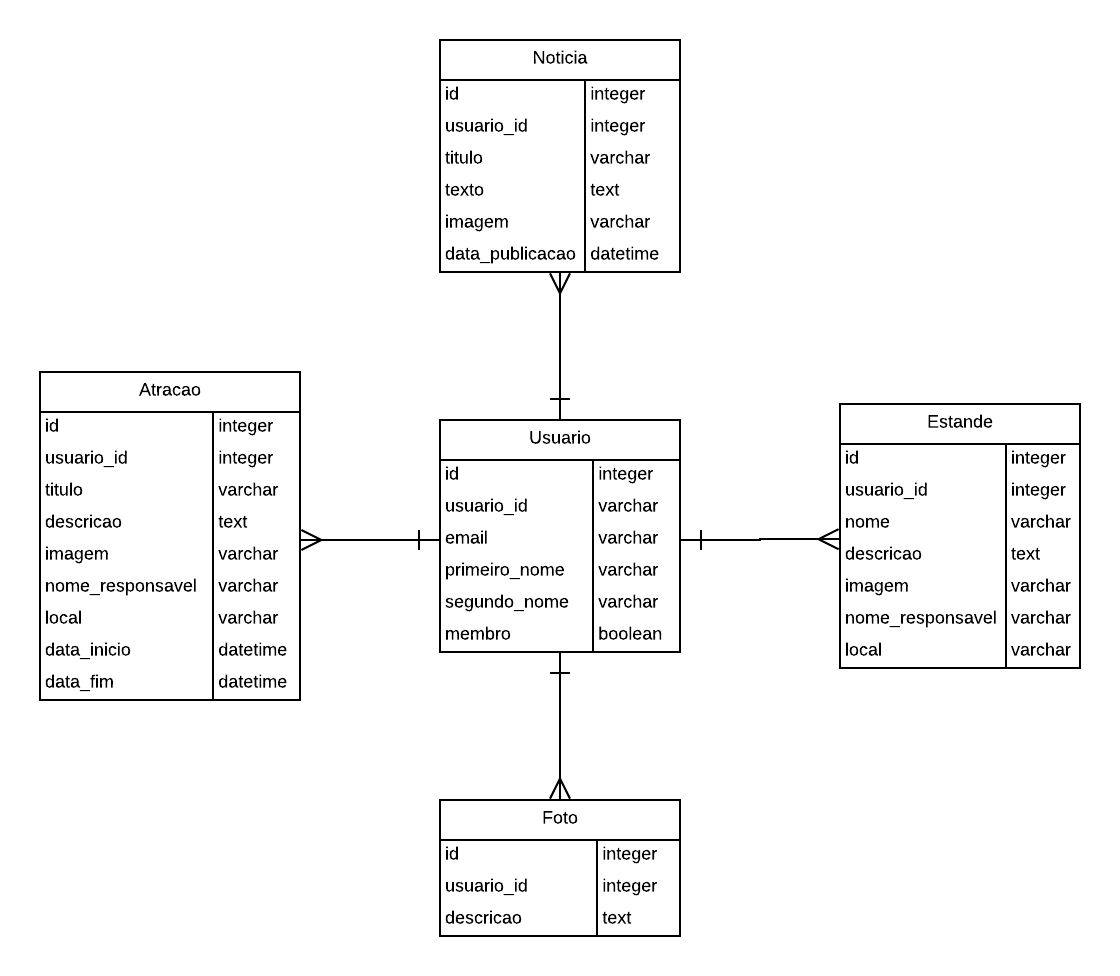 Noticia
id integer
usuario_id integer
titulo varchar
texto text
imagem varchar
data_publicacao datetime
Atracao
id integer
usuario_id integer
titulo varchar
descricao text
imagem varchar
nome_responsavel varchar
local varchar
data_inicio datetime
data_fim datetime
Usuario
id integer
usuario_id varchar
email varchar
primeiro_nome varchar
segundo_nome varchar
membro boolean
Estande
id integer
usuario_id integer
nome varchar
descricao text
imagem varchar
nome_responsavel varchar
local varchar
Foto
id integer
usuario_id integer
descricao text